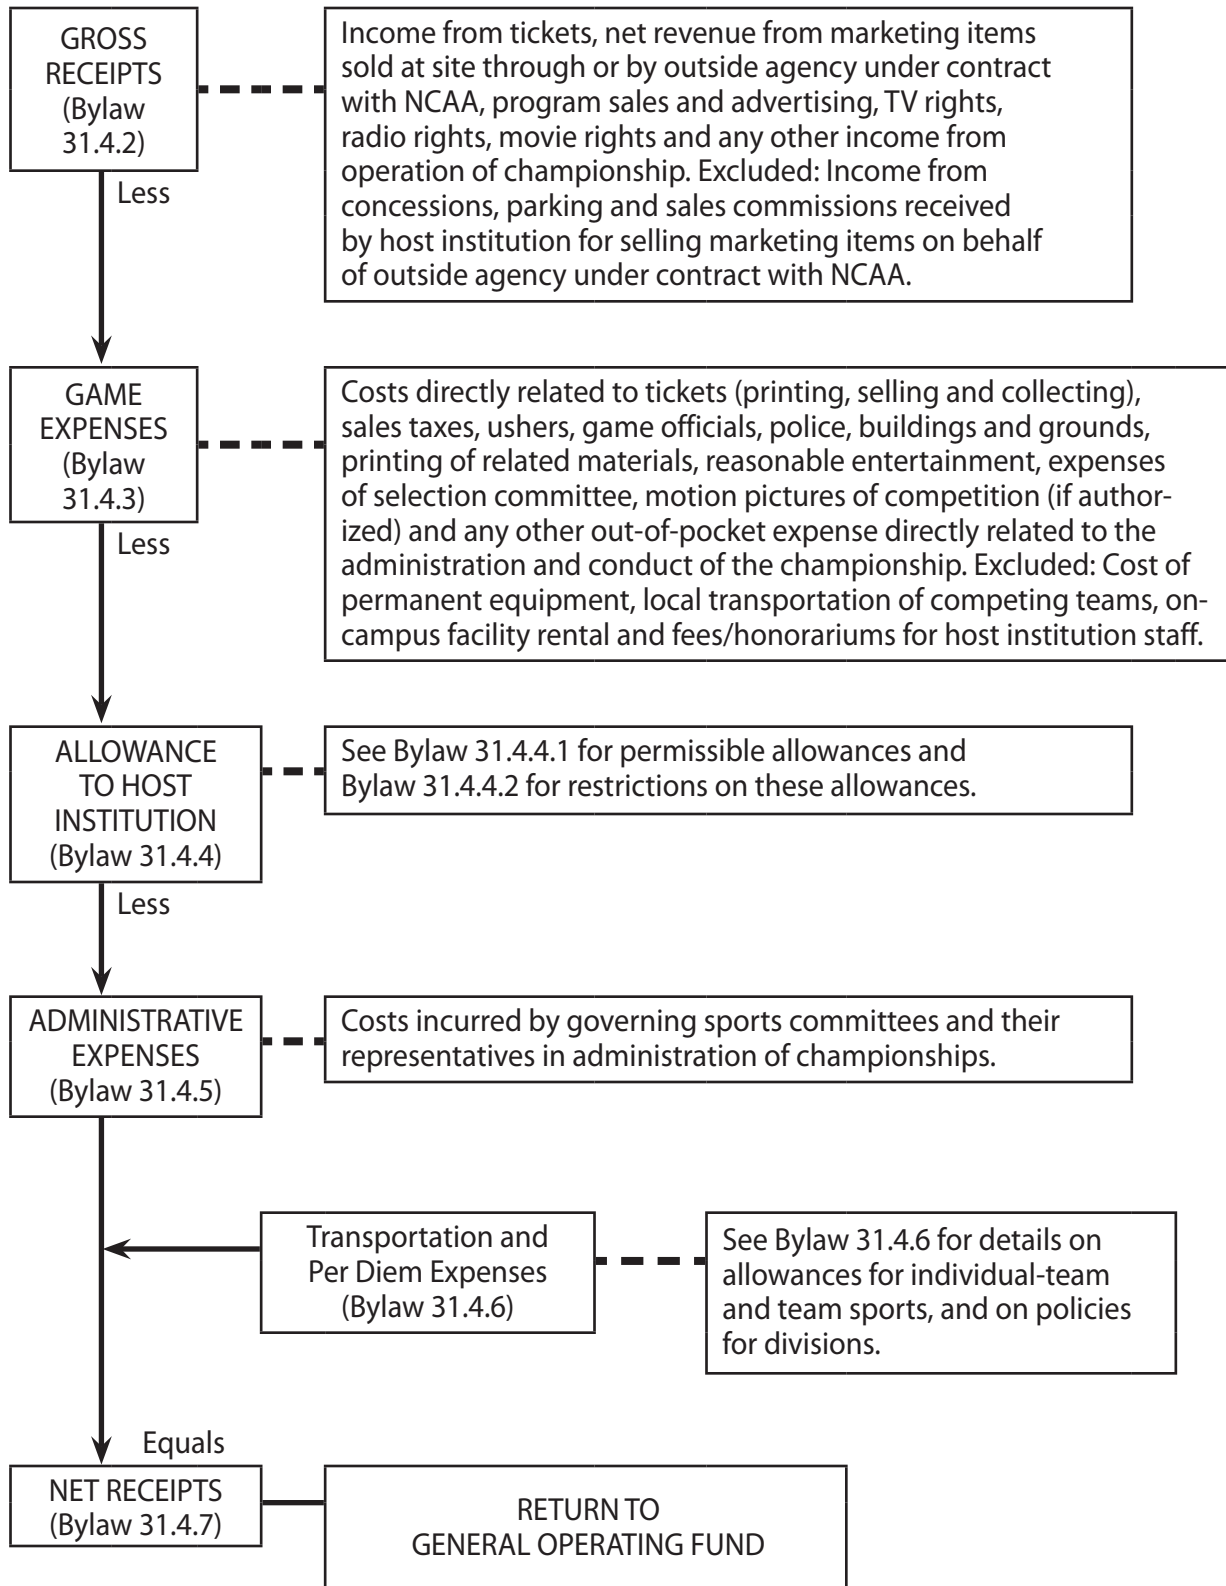 GROSS
RECEIPTS
(Bylaw
31.4.2)
Income from tickets, net revenue from marketing items
sold at site through or by outside agency under contract
with NCAA, program sales and advertising, TV rights,
radio rights, movie rights and any other income from
operation of championship. Excluded: Income from
concessions, parking and sales commissions received
by host institution for selling marketing items on behalf
of outside agency under contract with NCAA.
Less
GAME
EXPENSES
(Bylaw
31.4.3)
Costs directly related to tickets (printing, selling and collecting),
sales taxes, ushers, game officials, police, buildings and grounds,
printing of related materials, reasonable entertainment, expenses
of selection committee, motion pictures of competition (if author-
ized) and any other out-of-pocket expense directly related to the
administration and conduct of the championship. Excluded: Cost of
permanent equipment, local transportation of competing teams, on-
campus facility rental and fees/honorariums for host institution staff.
Less
ALLOWANCE
TO HOST
INSTITUTION
(Bylaw 31.4.4)
See Bylaw 31.4.4.1 for permissible allowances and
Bylaw 31.4.4.2 for restrictions on these allowances.
Less
ADMINISTRATIVE
EXPENSES
(Bylaw 31.4.5)
Costs incurred by governing sports committees and their
representatives in administration of championships.
Transportation and
Per Diem Expenses
(Bylaw 31.4.6)
See Bylaw 31.4.6 for details on
allowances for individual-team
and team sports, and on policies
for divisions.
Equals
NET RECEIPTS
(Bylaw 31.4.7)
RETURN TO
GENERAL OPERATING FUND